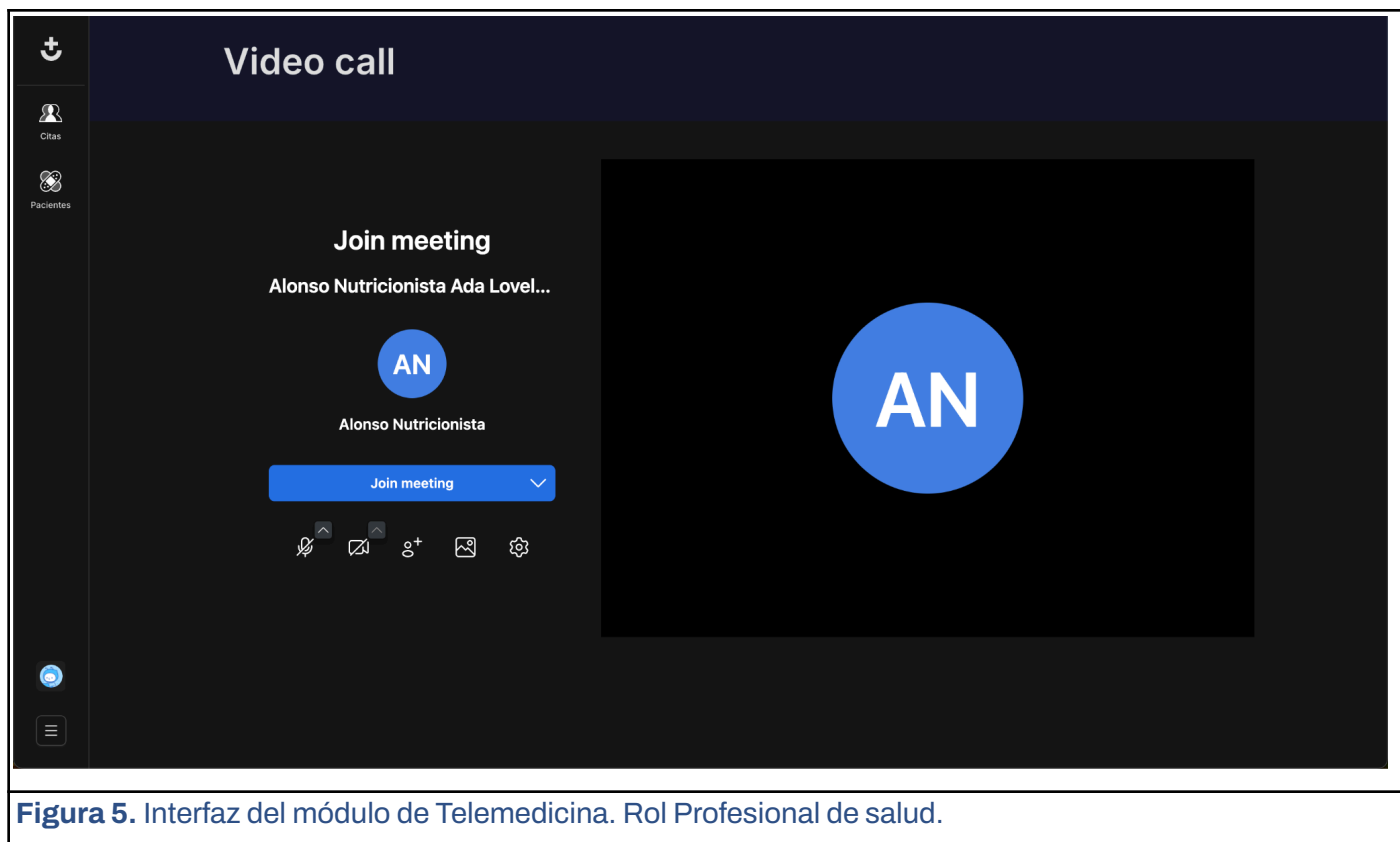 Video call
Citas
Pacientes
Join meeting
Alonso Nutricionista Ada Lovel...
AN
Alonso Nutricionista
Join meeting
AN
Figura 5. Interfaz del módulo de Telemedicina. Rol Profesional de salud.